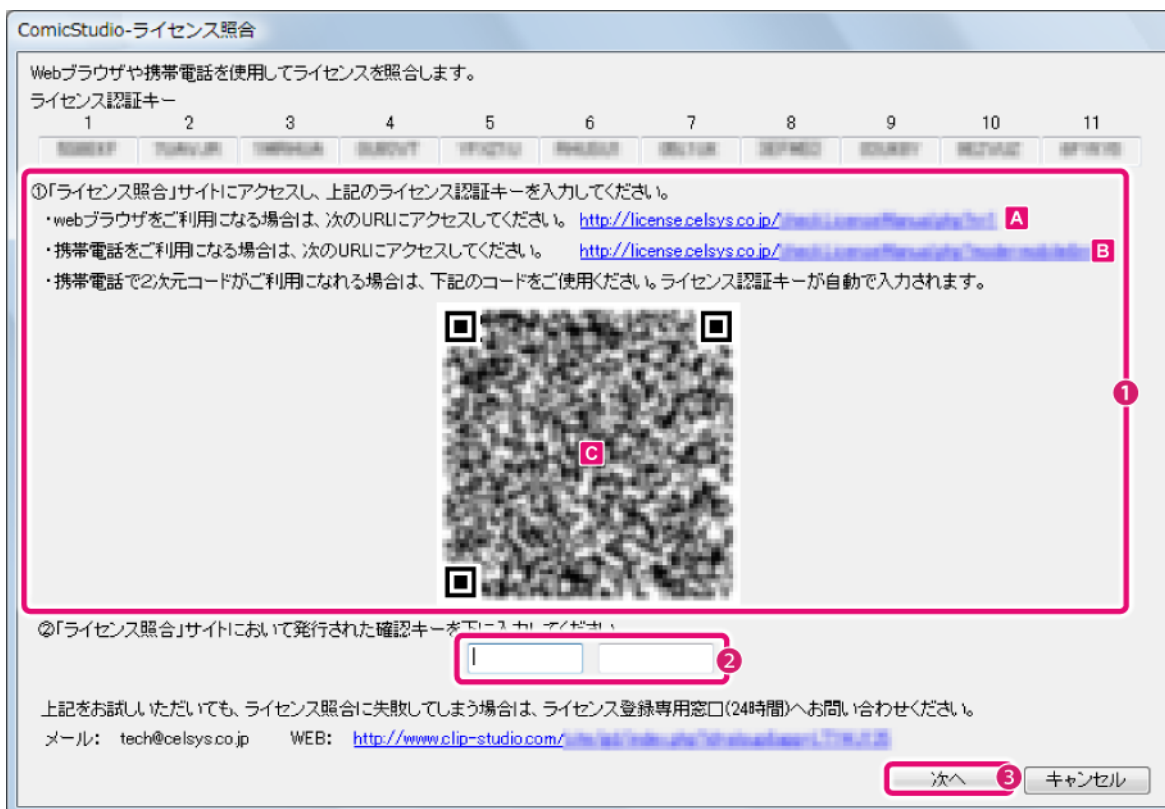 ComicStudio-ライセンス照合
Webブラウザや携帯電話を使用してライセンスを照合します。
ライセンス認証キー
1 2 3 4 5 6 7 8 9 10 11
①「ライセンス照合」サイトにアクセスし、上記のライセンス認証キーを入力してください。
・webブラウザをご利用になる場合は、次のURLにアクセスしてください。 http://license.celsys.co.jp/ A
・携帯電話をご利用になる場合は、次のURLにアクセスしてください。 http://license.celsys.co.jp/ B
・携帯電話で2次元コードがご利用になれる場合は、下記のコードをご使用ください。ライセンス認証キーが自動で入力されます。
1
C
②「ライセンス照合」サイトにおいて発行された確認キーを下に入力してください
2
上記をお試しいただいても、ライセンス照合に失敗してしまう場合は、ライセンス登録専用窓口(24時間)へお問い合わせください。
メール: tech@celsys.co.jp WEB: http://www.clip-studio.com/
次へ 3 キャンセル